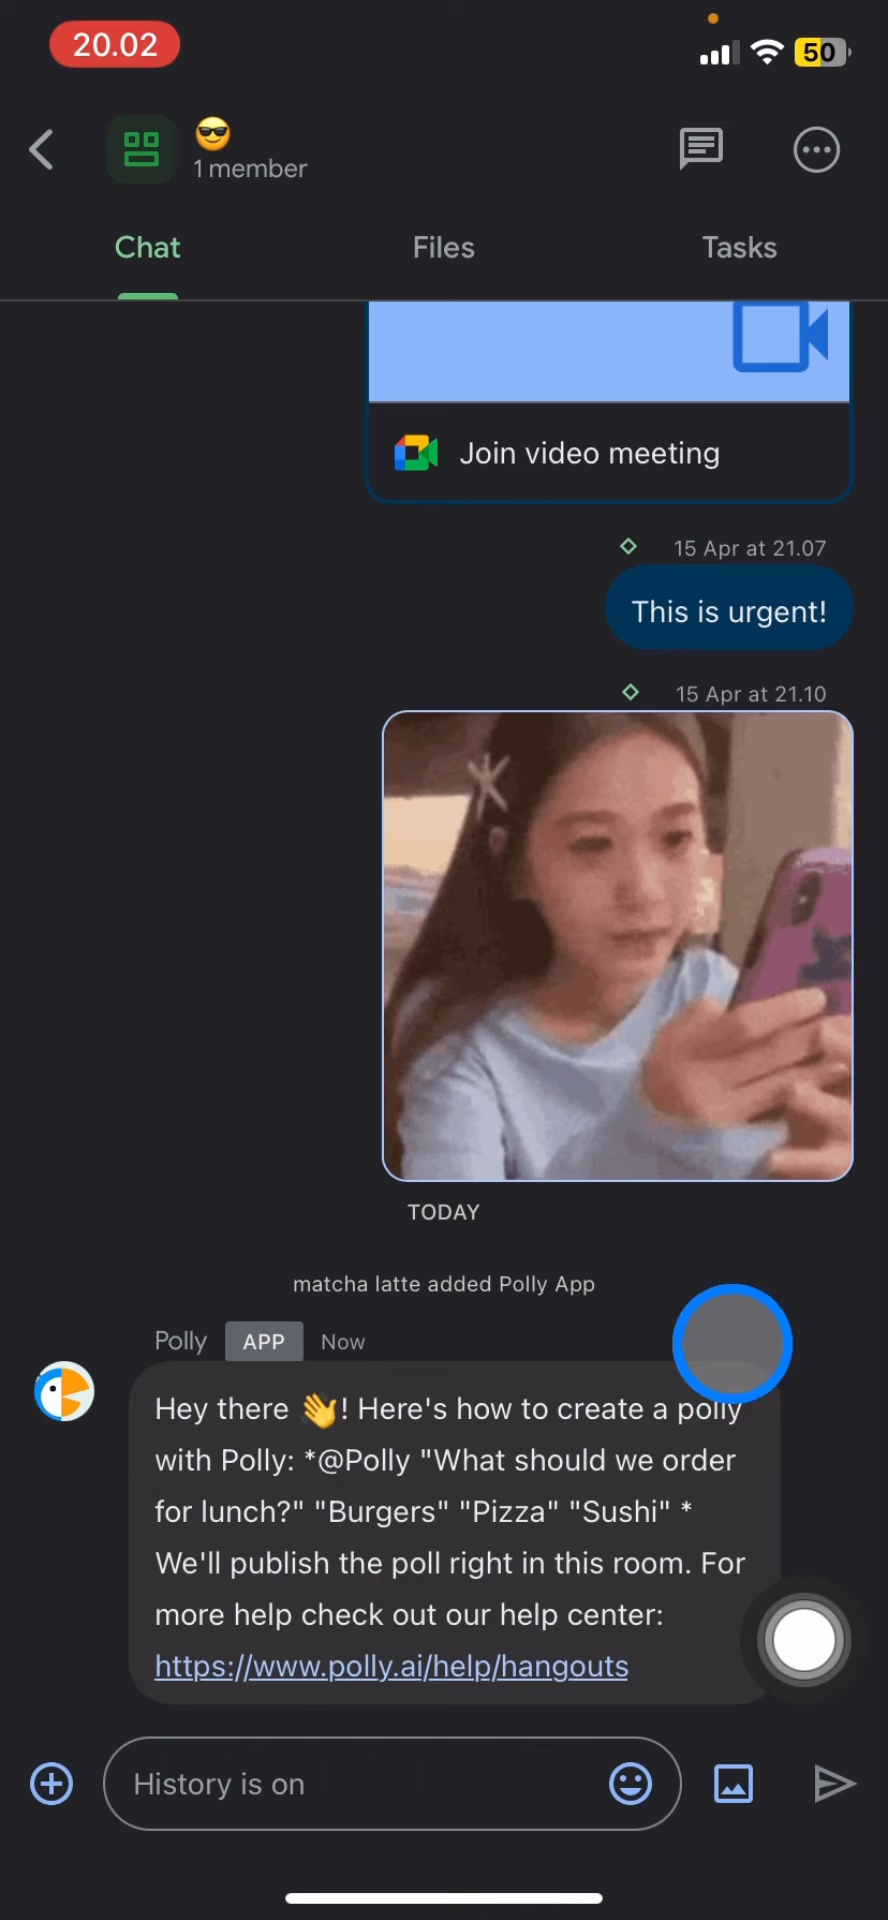 20.02
50
😎
1 member
Chat
Files
Tasks
Join video meeting
15 Apr at 21.07
This is urgent!
15 Apr at 21.10
TODAY
matcha latte added Polly App
Polly APP Now
Hey there 👋! Here's how to create a polly
with Polly: *@Polly "What should we order
for lunch?" "Burgers" "Pizza" "Sushi" *
We'll publish the poll right in this room. For
more help check out our help center:
https://www.polly.ai/help/hangouts
History is on